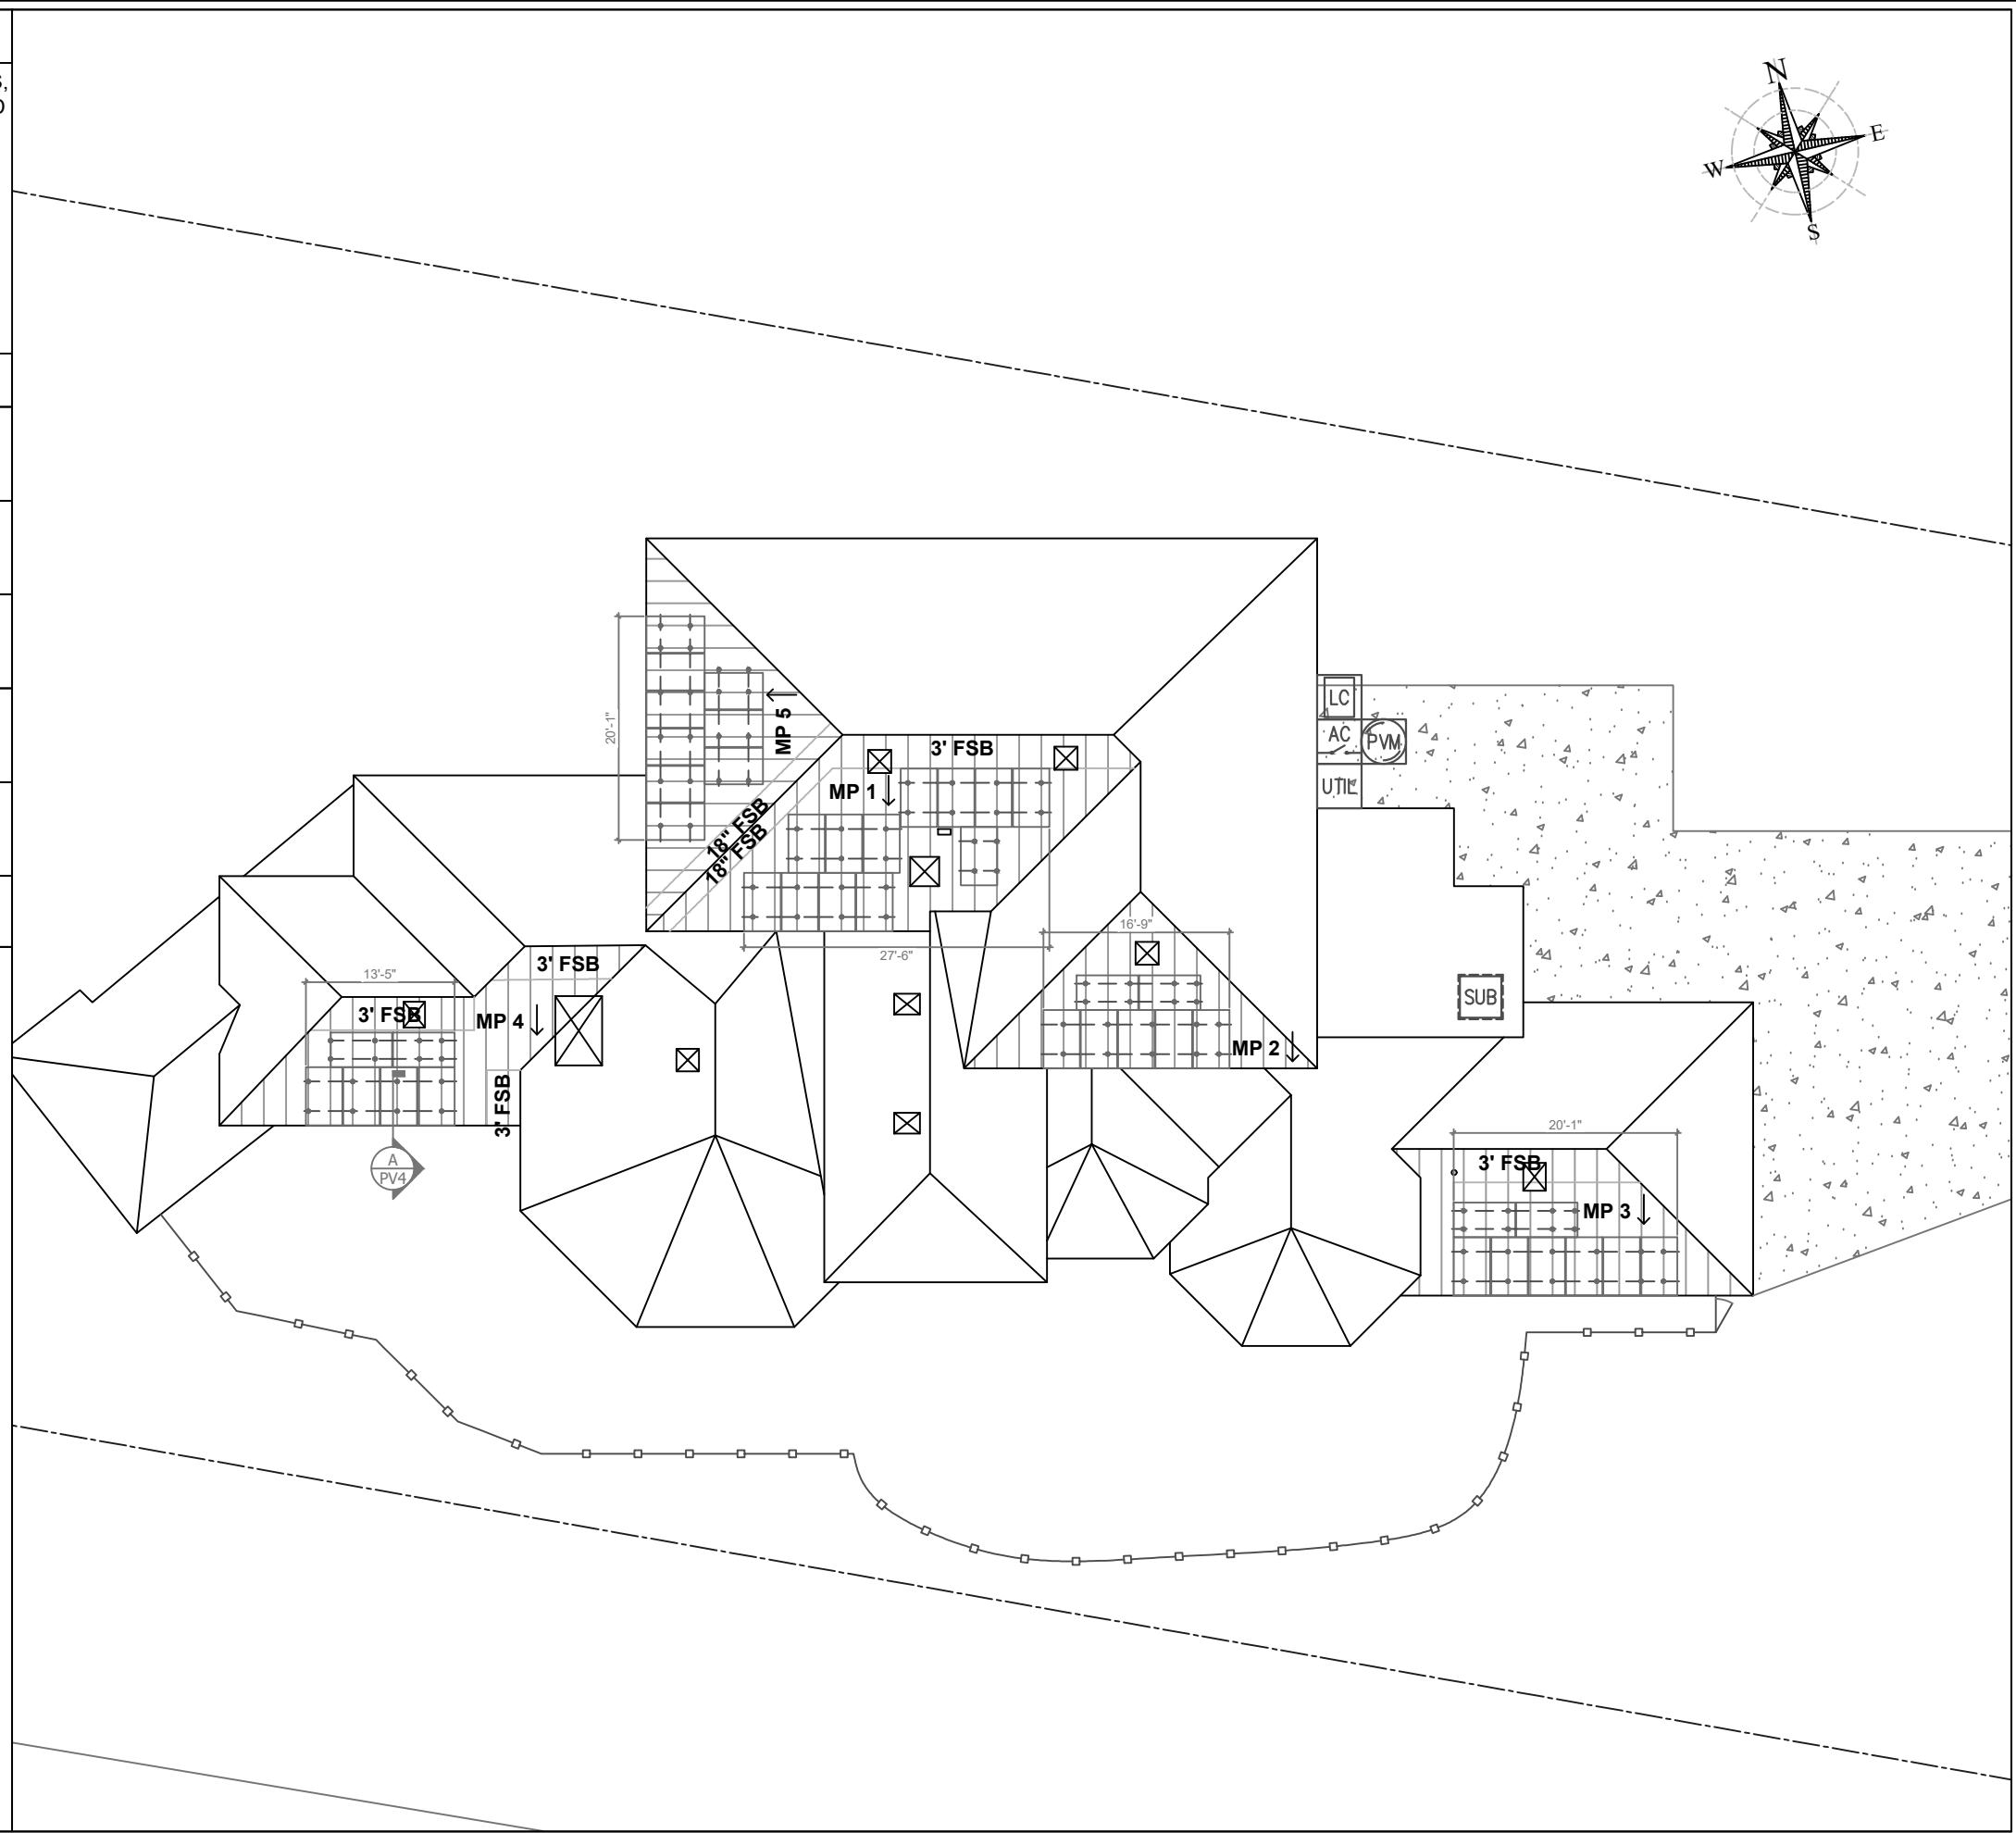 S,
N
E
W
S
LC
AC
PVM
UTIL
20'-1"
MP 5
3' FSB
MP 1
18" FSB
18" FSB
16'-9"
27'-6"
3' FSB
13'-5"
3' FSB
MP 4
SUB
MP 2
3' FSB
20'-1"
3' FSB
MP 3
A
PV4